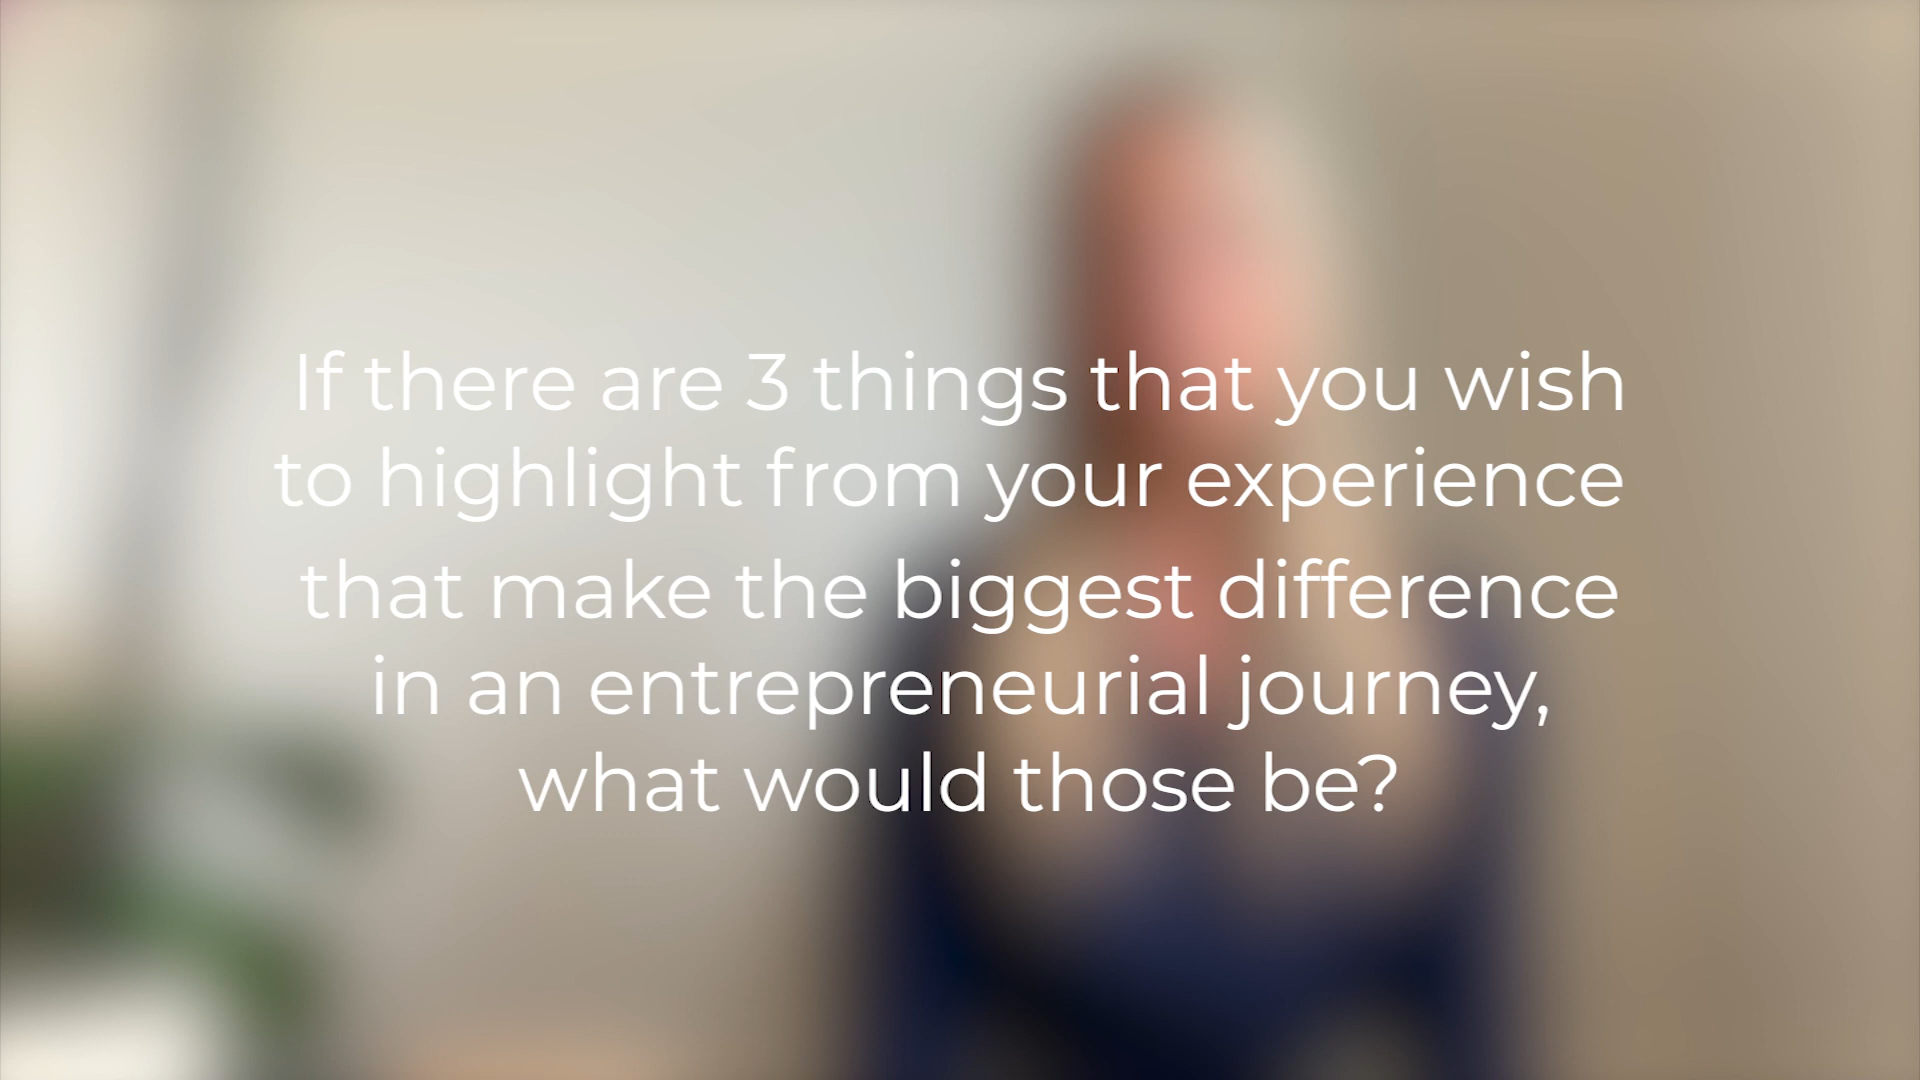 If there are 3 things that you wish
to highlight from your experience
that make the biggest difference
in an entrepreneurial journey,
what would those be?